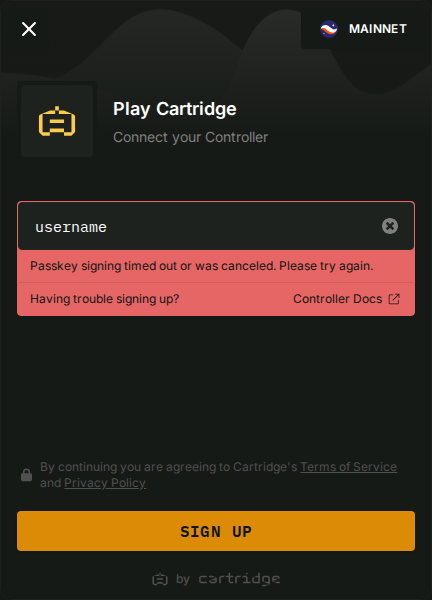 MAINNET
Play Cartridge
Connect your Controller
username
Passkey signing timed out or was canceled. Please try again.
Having trouble signing up? Controller Docs
By continuing you are agreeing to Cartridge's Terms of Service
and Privacy Policy
SIGN UP
by cartridge